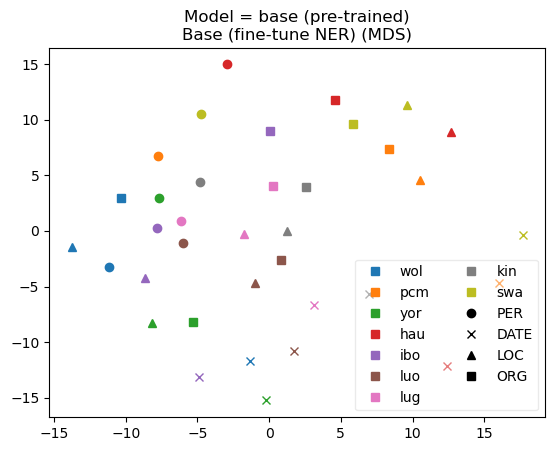 Model = base (pre-trained)
Base (fine-tune NER) (MDS)
15
10
5
0
−5
−10
−15
−15
−10
−5
0
5
10
15
wol
pcm
yor
hau
ibo
luo
lug
kin
swa
PER
DATE
LOC
ORG